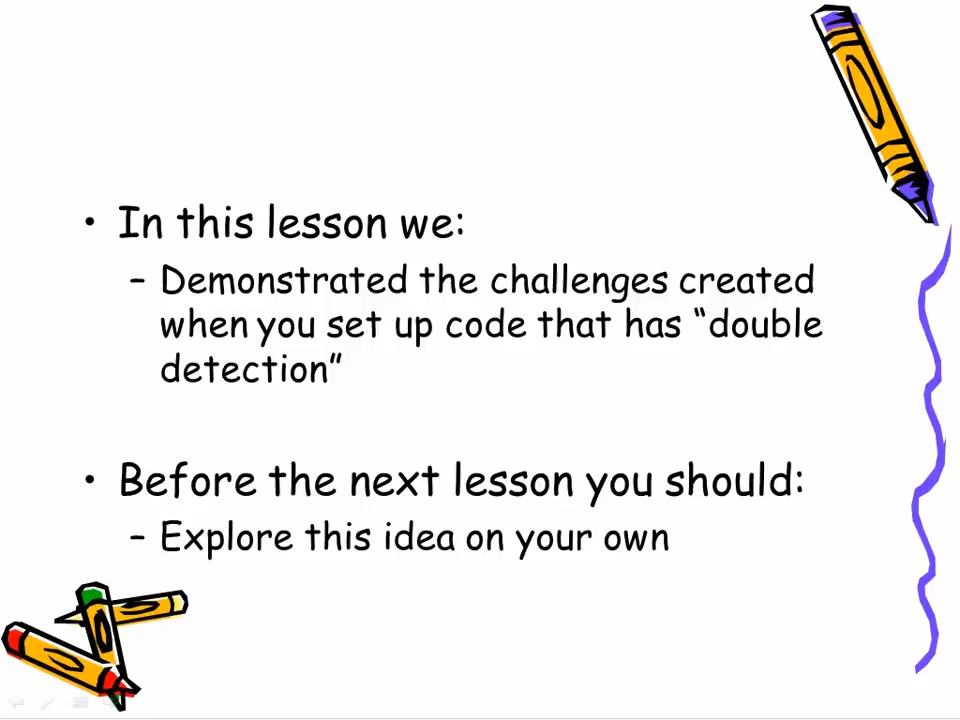 • In this lesson we:
– Demonstrated the challenges created
when you set up code that has “double
detection”
• Before the next lesson you should:
– Explore this idea on your own